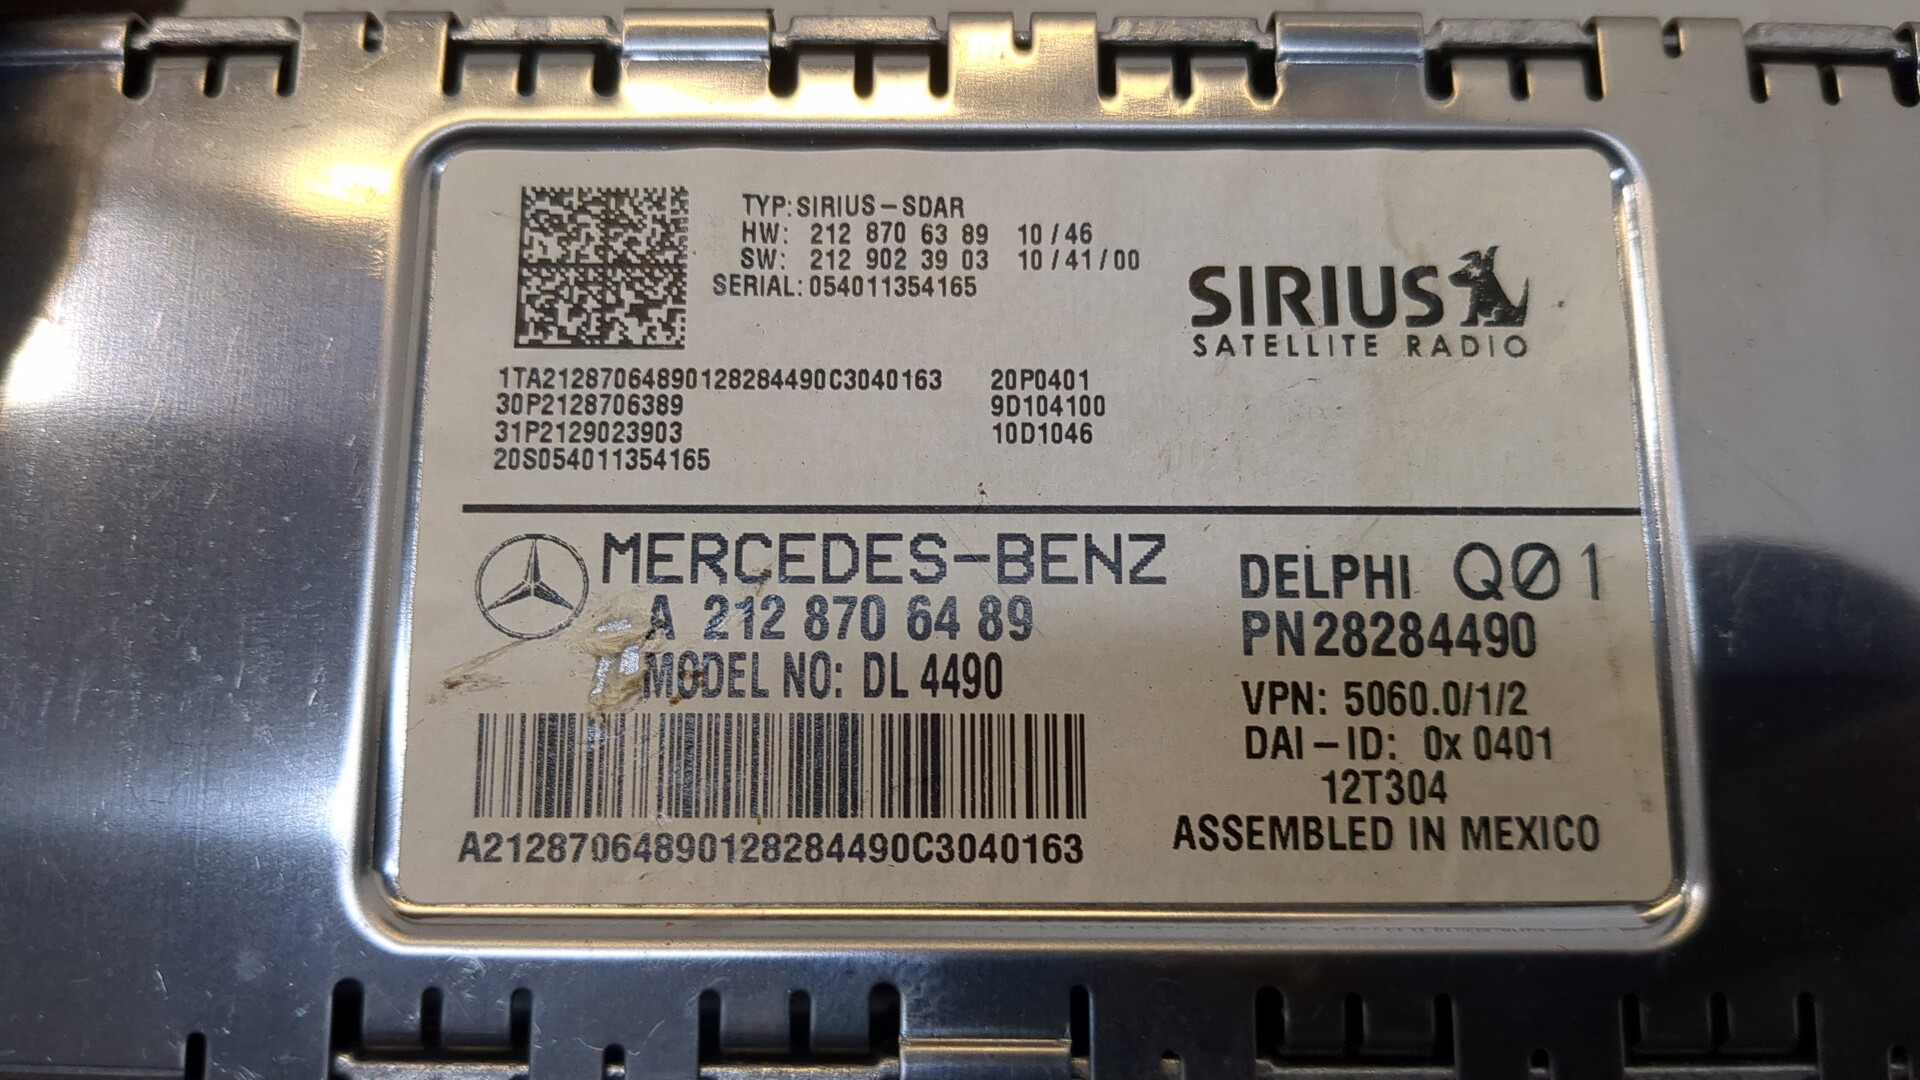 TYP: SIRIUS-SDAR
HW: 212 870 63 89 10/46
SW: 212 902 39 03 10/41/00
SERIAL: 054011354165
SIRIUS
SATELLITE RADIO
1TA21287064890128284490C3040163 20P0401
30P2128706389 9D104100
31P2129023903 10D1046
20S054011354165
MERCEDES-BENZ
A 212 870 64 89
MODEL NO: DL 4490
A21287064890128284490C3040163
DELPHI QØ1
PN28284490
VPN: 5060.0/1/2
DAI-ID: 0x 0401
12T304
ASSEMBLED IN MEXICO